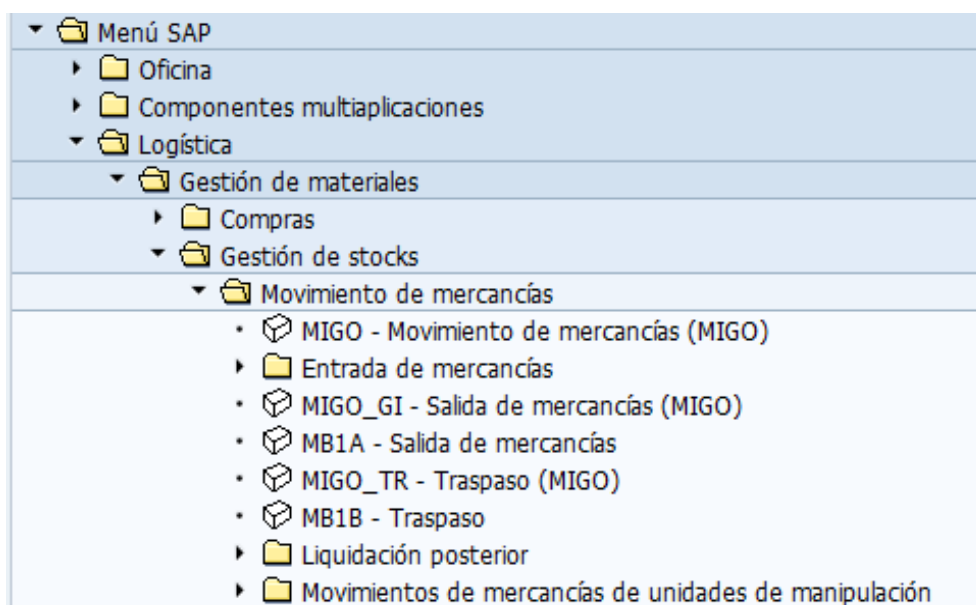 Menú SAP
Oficina
Componentes multiaplicaciones
Logística
Gestión de materiales
Compras
Gestión de stocks
Movimiento de mercancías
MIGO - Movimiento de mercancías (MIGO)
Entrada de mercancías
MIGO_GI - Salida de mercancías (MIGO)
MB1A - Salida de mercancías
MIGO_TR - Traspaso (MIGO)
MB1B - Traspaso
Liquidación posterior
Movimientos de mercancías de unidades de manipulación